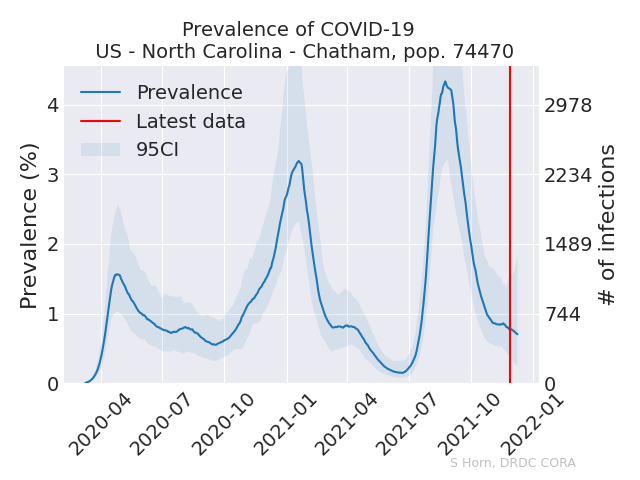 Prevalence of COVID-19
US - North Carolina - Chatham, pop. 74470
Prevalence
Latest data
95CI
Prevalence (%)
4
3
2
1
0
2978
2234
1489
744
0
# of infections
2020-04
2020-07
2020-10
2021-01
2021-04
2021-07
2021-10
2022-01
S Horn, DRDC CORA